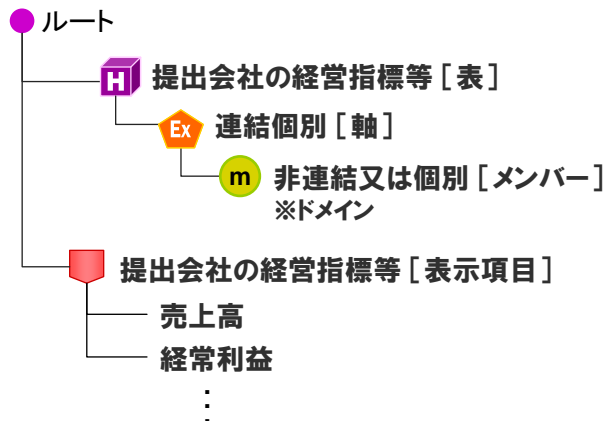 ルート
H 提出会社の経営指標等［表］
Ex 連結個別［軸］
m 非連結又は個別［メンバー］
※ドメイン
提出会社の経営指標等［表示項目］
売上高
経常利益